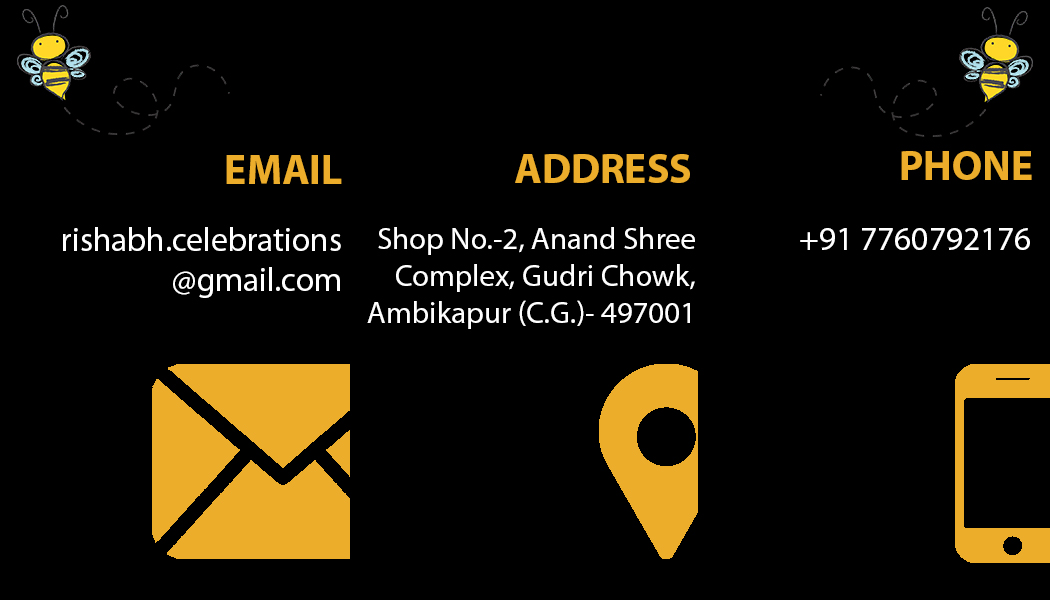 EMAIL
rishabh.celebrations
@gmail.com
ADDRESS
Shop No.-2, Anand Shree
Complex, Gudri Chowk,
Ambikapur (C.G.)- 497001
PHONE
+91 7760792176